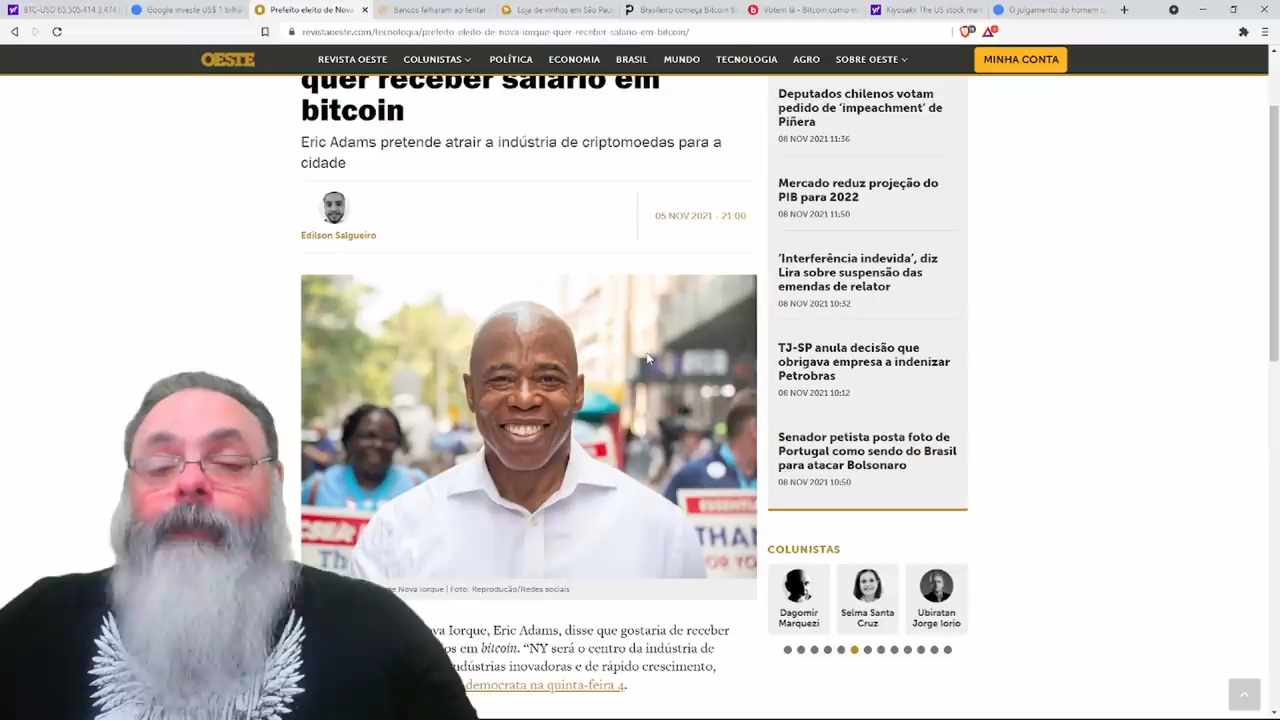 BTC-USD 65,505.414 3,474.
Google investe US$ 1 bilhã
Prefeito eleito de Nova
Bancos falharam ao tentar
Loja de vinhos em São Pau
Brasileiro começa Bitcoin B
Votem lá - Bitcoin como m
Kiyosaki: The US stock mar
O julgamento do homem c
revistaoeste.com/tecnologia/prefeito-eleito-de-nova-iorque-quer-receber-salario-em-bitcoin/
OESTE
REVISTA OESTE
COLUNISTAS
POLÍTICA
ECONOMIA
BRASIL
MUNDO
TECNOLOGIA
AGRO
SOBRE OESTE
MINHA CONTA
quer receber salário em
bitcoin
Eric Adams pretende atrair a indústria de criptomoedas para a
cidade
Edilson Salgueiro
05 NOV 2021 - 21:00
THAN
OR YO
Th
de Nova Iorque | Foto: Reprodução/Redes sociais
va Iorque, Eric Adams, disse que gostaria de receber
os em bitcoin. “NY será o centro da indústria de
ndústrias inovadoras e de rápido crescimento,
democrata na quinta-feira 4.
Deputados chilenos votam
pedido de ‘impeachment’ de
Piñera
08 NOV 2021 11:36
Mercado reduz projeção do
PIB para 2022
08 NOV 2021 11:50
‘Interferência indevida’, diz
Lira sobre suspensão das
emendas de relator
08 NOV 2021 10:32
TJ-SP anula decisão que
obrigava empresa a indenizar
Petrobras
08 NOV 2021 10:12
Senador petista posta foto de
Portugal como sendo do Brasil
para atacar Bolsonaro
08 NOV 2021 10:50
COLUNISTAS
Dagomir
Marquezi
Selma Santa
Cruz
Ubiratan
Jorge Iorio